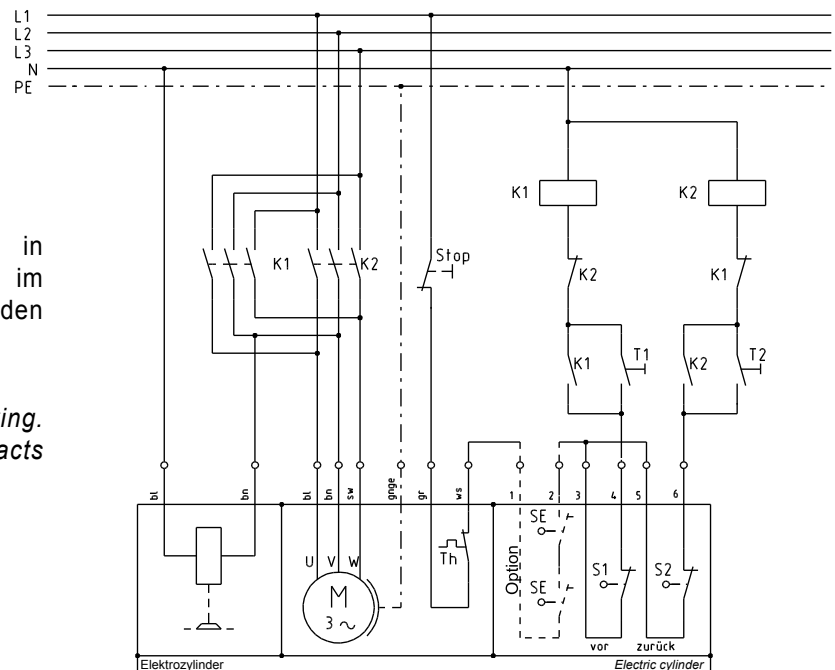 L1
L2
L3
N
PE
in
im
den
ing.
acts
K1
K2
Stop
K1
K2
K2
K1
K1
T1
K2
T2
bl
bn
bl
bn
sw
gnge
gr
ws
1
2
3
4
5
6
U
V
W
M
3 ~
Th
Option
SE
SE
S1
S2
vor
zurück
Elektrozylinder
Electric cylinder